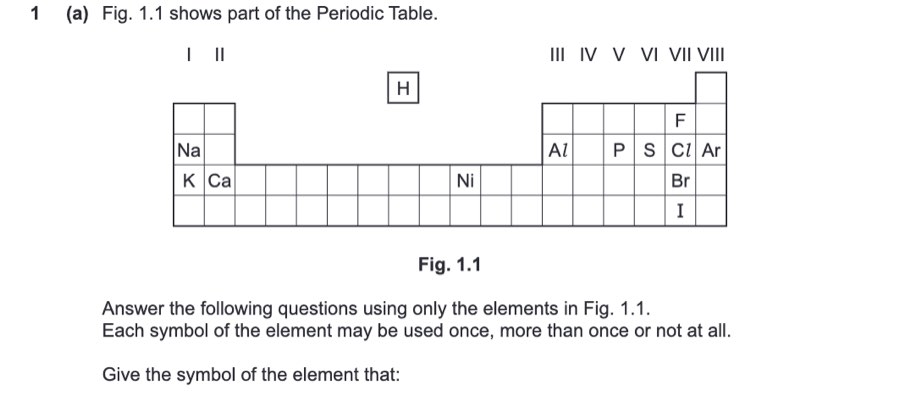 1 (a) Fig. 1.1 shows part of the Periodic Table.
I II III IV V VI VII VIII
H
F
Na Al P S Cl Ar
K Ca Ni Br
I
Fig. 1.1
Answer the following questions using only the elements in Fig. 1.1.
Each symbol of the element may be used once, more than once or not at all.
Give the symbol of the element that: